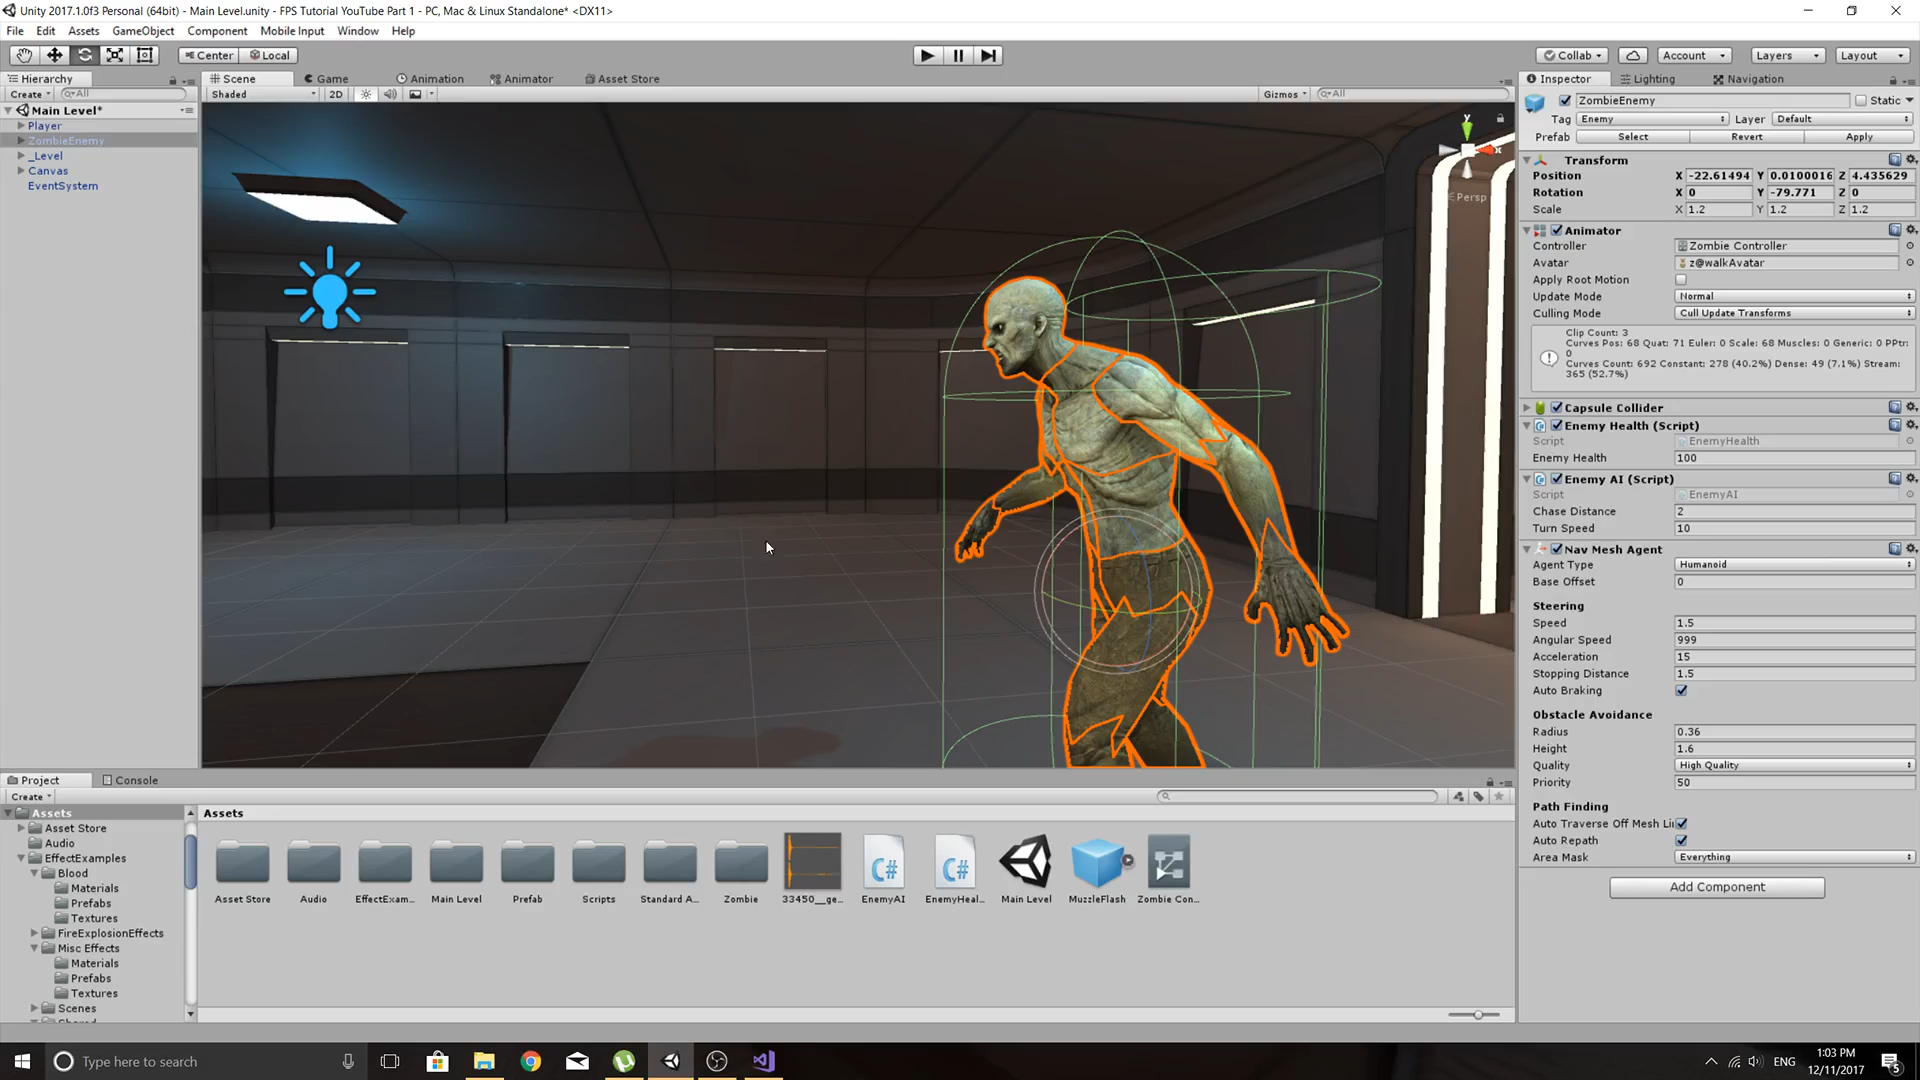 Unity 2017.1.0f3 Personal (64bit) - Main Level.unity - FPS Tutorial YouTube Part 1 - PC, Mac & Linux Standalone* <DX11>
File Edit Assets GameObject Component Mobile Input Window Help
Center Local
Collab Account Layers Layout
Hierarchy
Create All
Main Level*
Player
ZombieEnemy
_Level
Canvas
EventSystem
Scene Game Animation Animator Asset Store
Shaded 2D Gizmos All
y
x
Persp
Inspector Lighting Navigation
ZombieEnemy Static
Tag Enemy Layer Default
Prefab Select Revert Apply
Transform
Position X -22.61494 Y 0.0100016 Z 4.435629
Rotation X 0 Y -79.771 Z 0
Scale X 1.2 Y 1.2 Z 1.2
Animator
Controller Zombie Controller
Avatar z@walkAvatar
Apply Root Motion
Update Mode Normal
Culling Mode Cull Update Transforms
Clip Count: 3
Curves Pos: 68 Quat: 71 Euler: 0 Scale: 68 Muscles: 0 Generic: 0 PPtr:
0
Curves Count: 692 Constant: 278 (40.2%) Dense: 49 (7.1%) Stream:
365 (52.7%)
Capsule Collider
Enemy Health (Script)
Script EnemyHealth
Enemy Health 100
Enemy AI (Script)
Script EnemyAI
Chase Distance 2
Turn Speed 10
Nav Mesh Agent
Agent Type Humanoid
Base Offset 0
Steering
Speed 1.5
Angular Speed 999
Acceleration 15
Stopping Distance 1.5
Auto Braking
Obstacle Avoidance
Radius 0.36
Height 1.6
Quality High Quality
Priority 50
Path Finding
Auto Traverse Off Mesh Li
Auto Repath
Area Mask Everything
Add Component
Project Console
Create
Assets
Asset Store
Audio
EffectExamples
Blood
Materials
Prefabs
Textures
FireExplosionEffects
Misc Effects
Materials
Prefabs
Textures
Scenes
Assets
C# C#
Asset Store Audio EffectExam... Main Level Prefab Scripts Standard A... Zombie 33450__ge... EnemyAI EnemyHeal... Main Level MuzzleFlash Zombie Con...
Type here to search
ENG
1:03 PM
12/11/2017
5